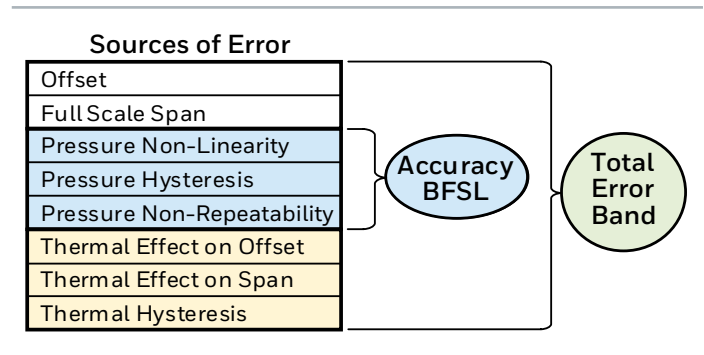 Sources of Error
Offset
Full Scale Span
Pressure Non-Linearity
Pressure Hysteresis
Pressure Non-Repeatability
Thermal Effect on Offset
Thermal Effect on Span
Thermal Hysteresis
Accuracy
BFSL
Total
Error
Band